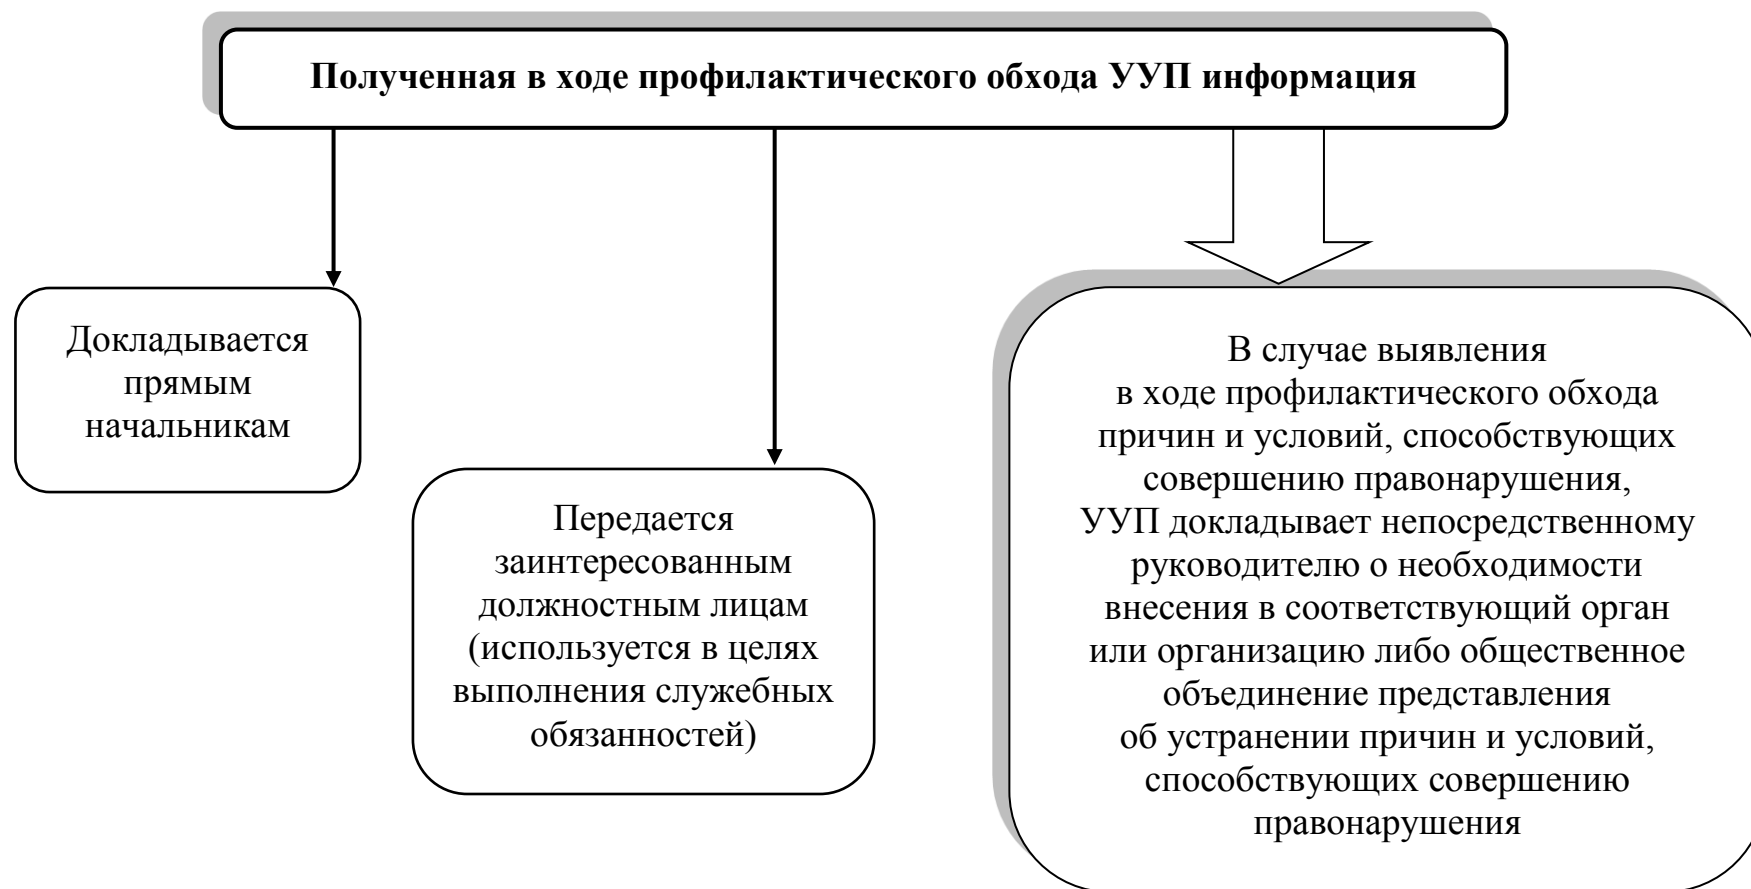 Полученная в ходе профилактического обхода УУП информация
Докладывается
прямым
начальникам
Передается
заинтересованным
должностным лицам
(используется в целях
выполнения служебных
обязанностей)
В случае выявления
в ходе профилактического обхода
причин и условий, способствующих
совершению правонарушения,
УУП докладывает непосредственному
руководителю о необходимости
внесения в соответствующий орган
или организацию либо общественное
объединение представления
об устранении причин и условий,
способствующих совершению
правонарушения